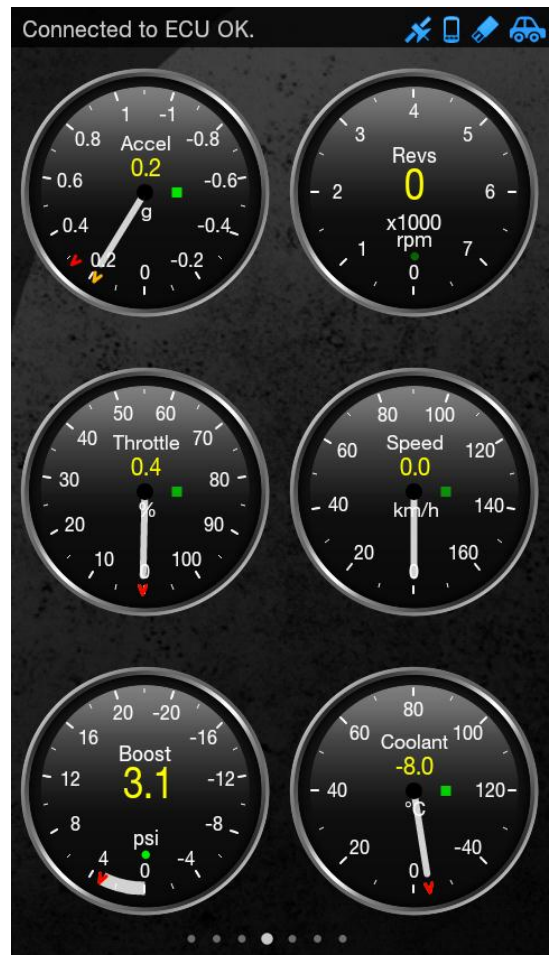 Connected to ECU OK.
1 -1
0.8 Accel -0.8
0.2
0.6 -0.6
g
0.4 -0.4
0.2 0 -0.2
4
3 5
Revs
2 0 6
x1000
rpm
1 7
0
50 60
40 Throttle 70
0.4
30 80
%
20 90
10 0 100
80 100
60 Speed 120
0.0
40 km/h 140
20 0 160
20 -20
16 -16
Boost
12 3.1 -12
8 -8
psi
4 0 -4
80
60 Coolant 100
-8.0
40 120
°C
20 -40
0